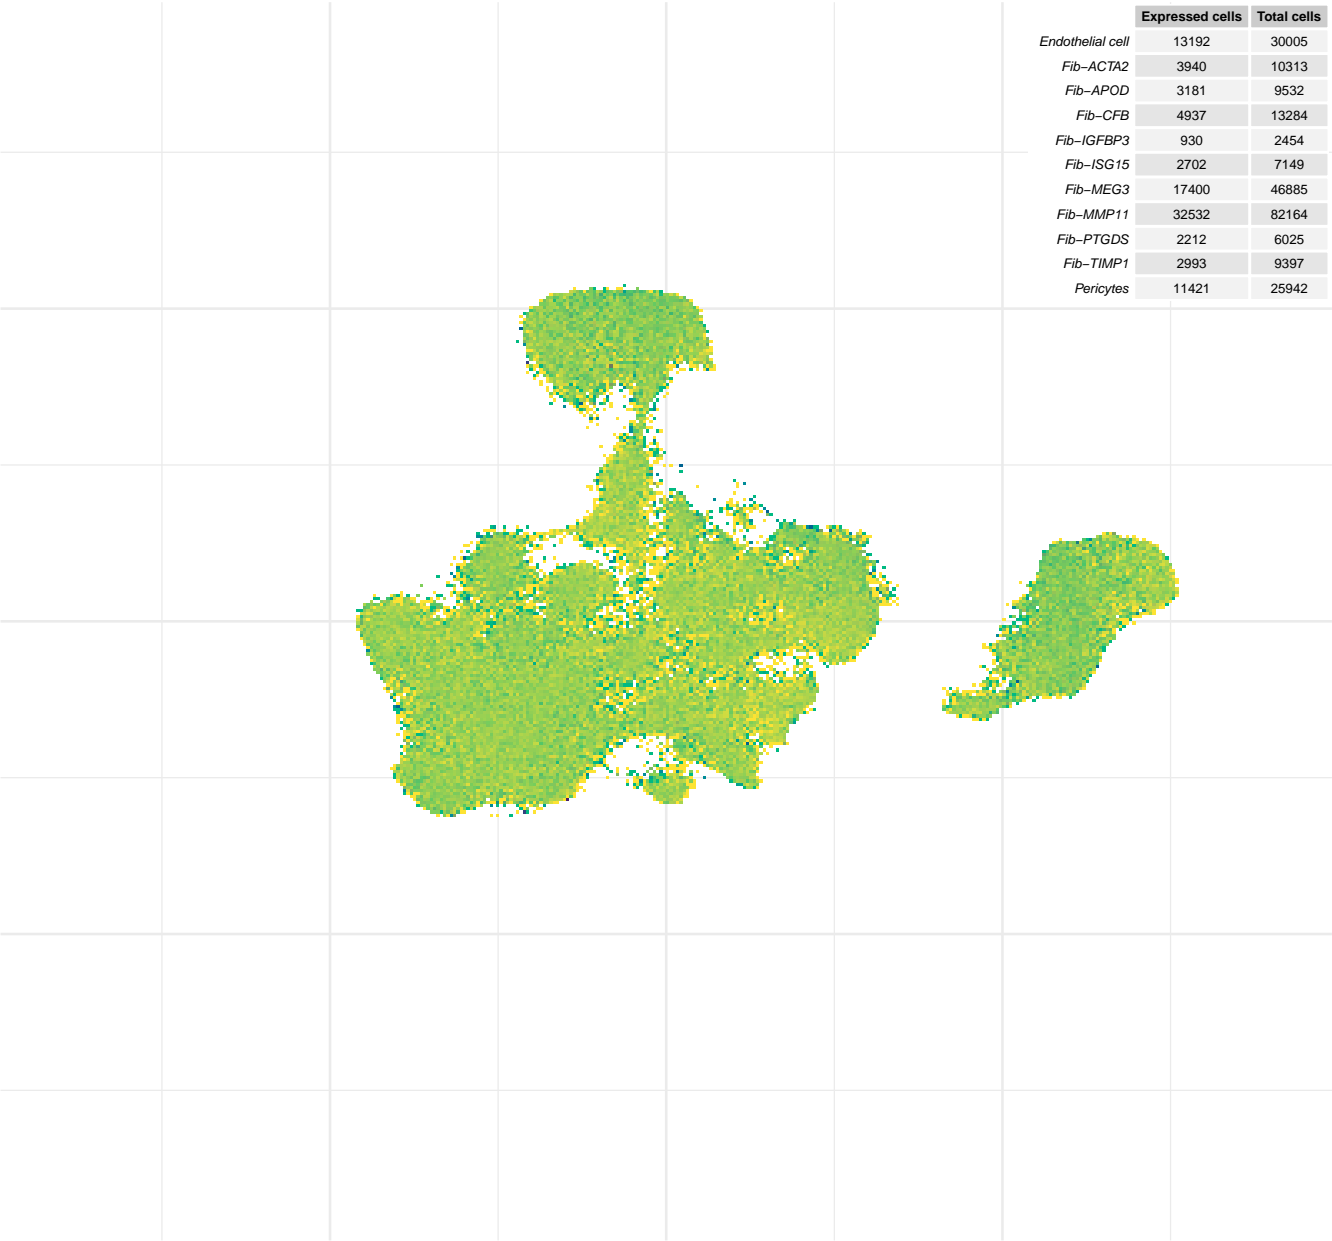 Expressed cells Total cells
Endothelial cell 13192 30005
Fib−ACTA2 3940 10313
Fib−APOD 3181 9532
Fib−CFB 4937 13284
Fib−IGFBP3 930 2454
Fib−ISG15 2702 7149
Fib−MEG3 17400 46885
Fib−MMP11 32532 82164
Fib−PTGDS 2212 6025
Fib−TIMP1 2993 9397
Pericytes 11421 25942